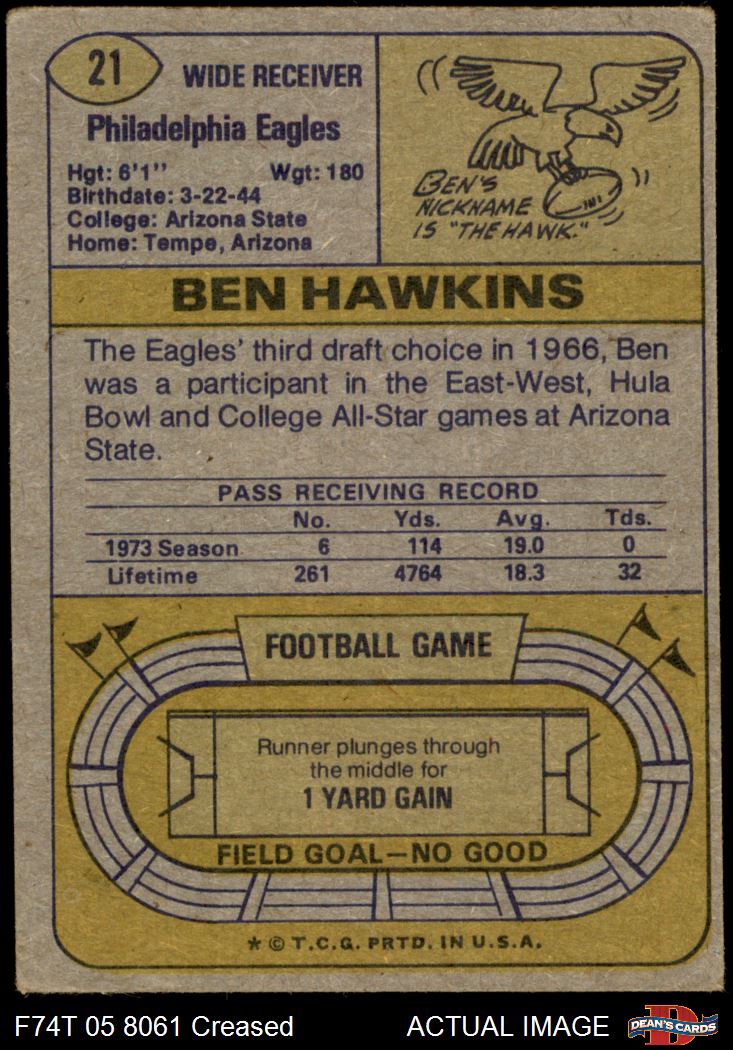 21
WIDE RECEIVER
Philadelphia Eagles
Hgt: 6'1"
Wgt: 180
Birthdate: 3-22-44
College: Arizona State
Home: Tempe, Arizona
BEN'S
NICKNAME
IS "THE HAWK."
BEN HAWKINS
The Eagles' third draft choice in 1966, Ben
was a participant in the East-West, Hula
Bowl and College All-Star games at Arizona
State.
PASS RECEIVING RECORD
No. Yds. Avg. Tds.
1973 Season 6 114 19.0 0
Lifetime 261 4764 18.3 32
FOOTBALL GAME
Runner plunges through
the middle for
1 YARD GAIN
FIELD GOAL—NO GOOD
* © T.C.G. PRTD. IN U.S.A.
F74T 05 8061 Creased
ACTUAL IMAGE
D
DEAN'S CARDS